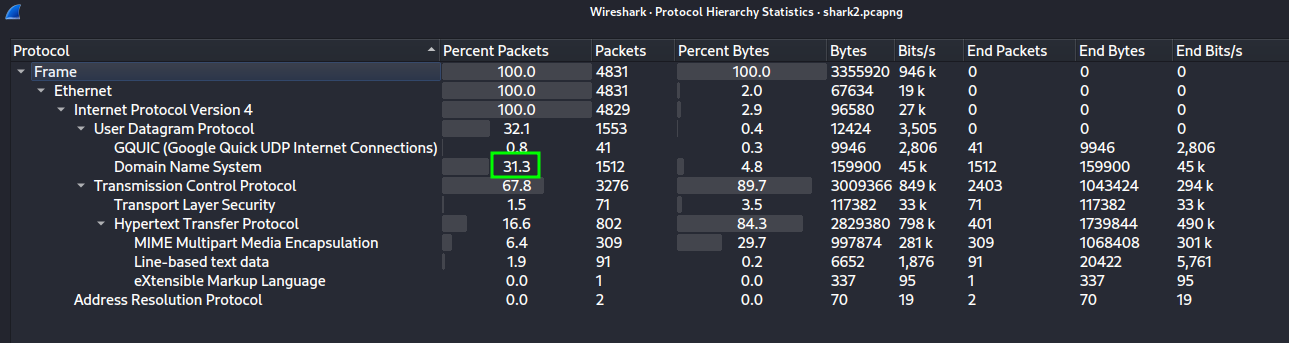 Wireshark · Protocol Hierarchy Statistics · shark2.pcapng
Protocol Percent Packets Packets Percent Bytes Bytes Bits/s End Packets End Bytes End Bits/s
Frame 100.0 4831 100.0 3355920 946 k 0 0 0
Ethernet 100.0 4831 2.0 67634 19 k 0 0 0
Internet Protocol Version 4 100.0 4829 2.9 96580 27 k 0 0 0
User Datagram Protocol 32.1 1553 0.4 12424 3,505 0 0 0
GQUIC (Google Quick UDP Internet Connections) 0.8 41 0.3 9946 2,806 41 9946 2,806
Domain Name System 31.3 1512 4.8 159900 45 k 1512 159900 45 k
Transmission Control Protocol 67.8 3276 89.7 3009366 849 k 2403 1043424 294 k
Transport Layer Security 1.5 71 3.5 117382 33 k 71 117382 33 k
Hypertext Transfer Protocol 16.6 802 84.3 2829380 798 k 401 1739844 490 k
MIME Multipart Media Encapsulation 6.4 309 29.7 997874 281 k 309 1068408 301 k
Line-based text data 1.9 91 0.2 6652 1,876 91 20422 5,761
eXtensible Markup Language 0.0 1 0.0 337 95 1 337 95
Address Resolution Protocol 0.0 2 0.0 70 19 2 70 19